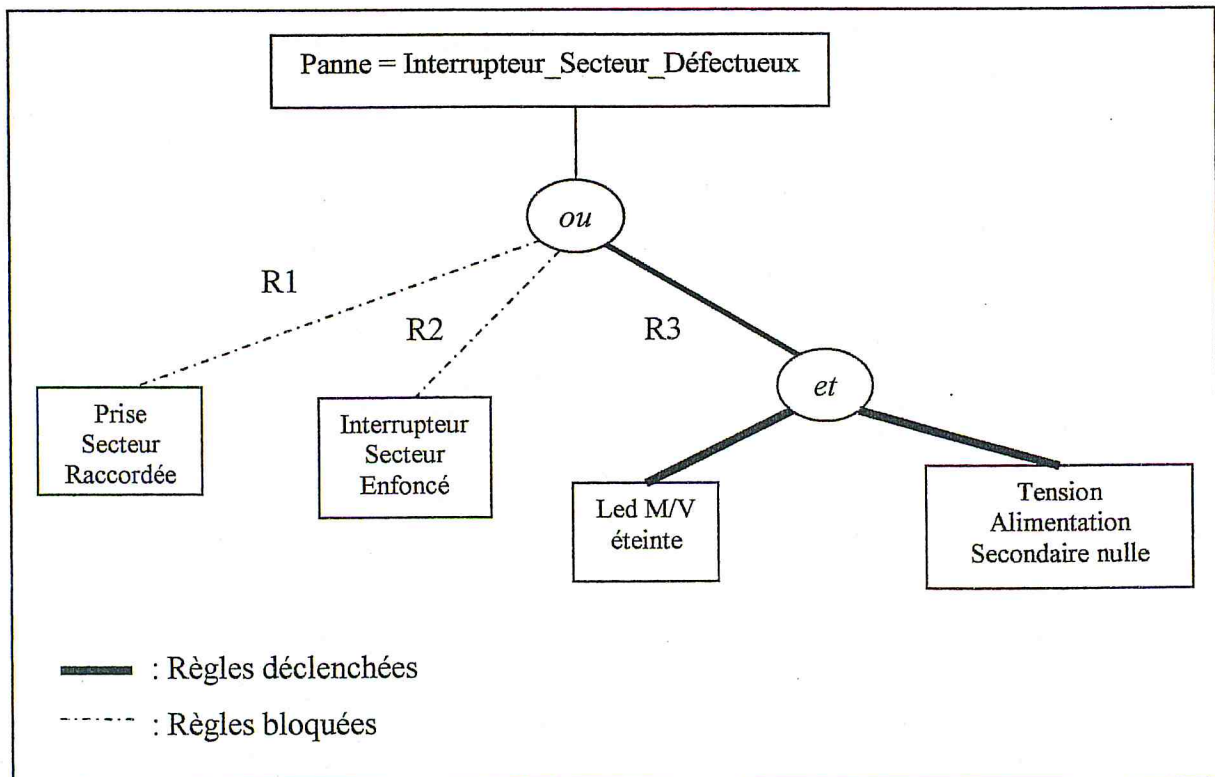 Panne = Interrupteur_Secteur_Défectueux
ou
R1
R2
R3
et
Prise
Secteur
Raccordée
Interrupteur
Secteur
Enfoncé
Led M/V
éteinte
Tension
Alimentation
Secondaire nulle
: Règles déclenchées
: Règles bloquées